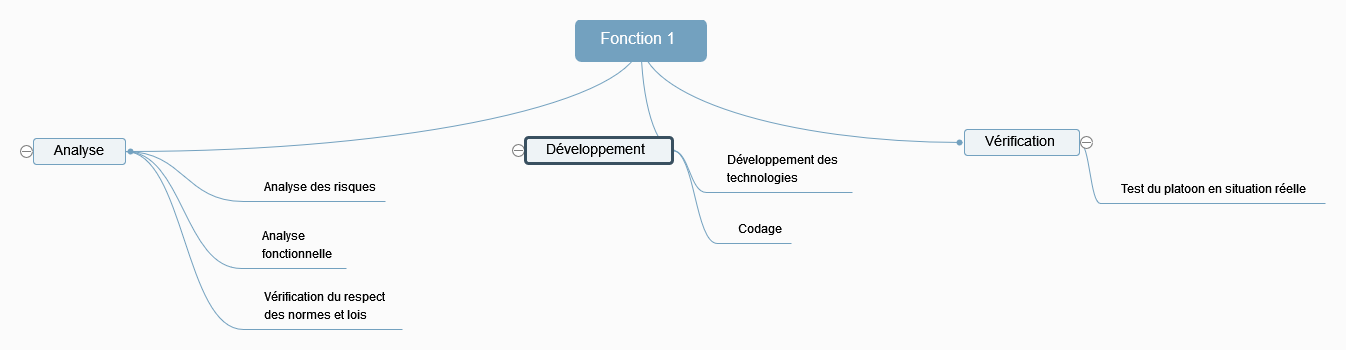 Fonction 1
Analyse
Analyse des risques
Analyse
fonctionnelle
Vérification du respect
des normes et lois
Développement
Développement des
technologies
Codage
Vérification
Test du platoon en situation réelle